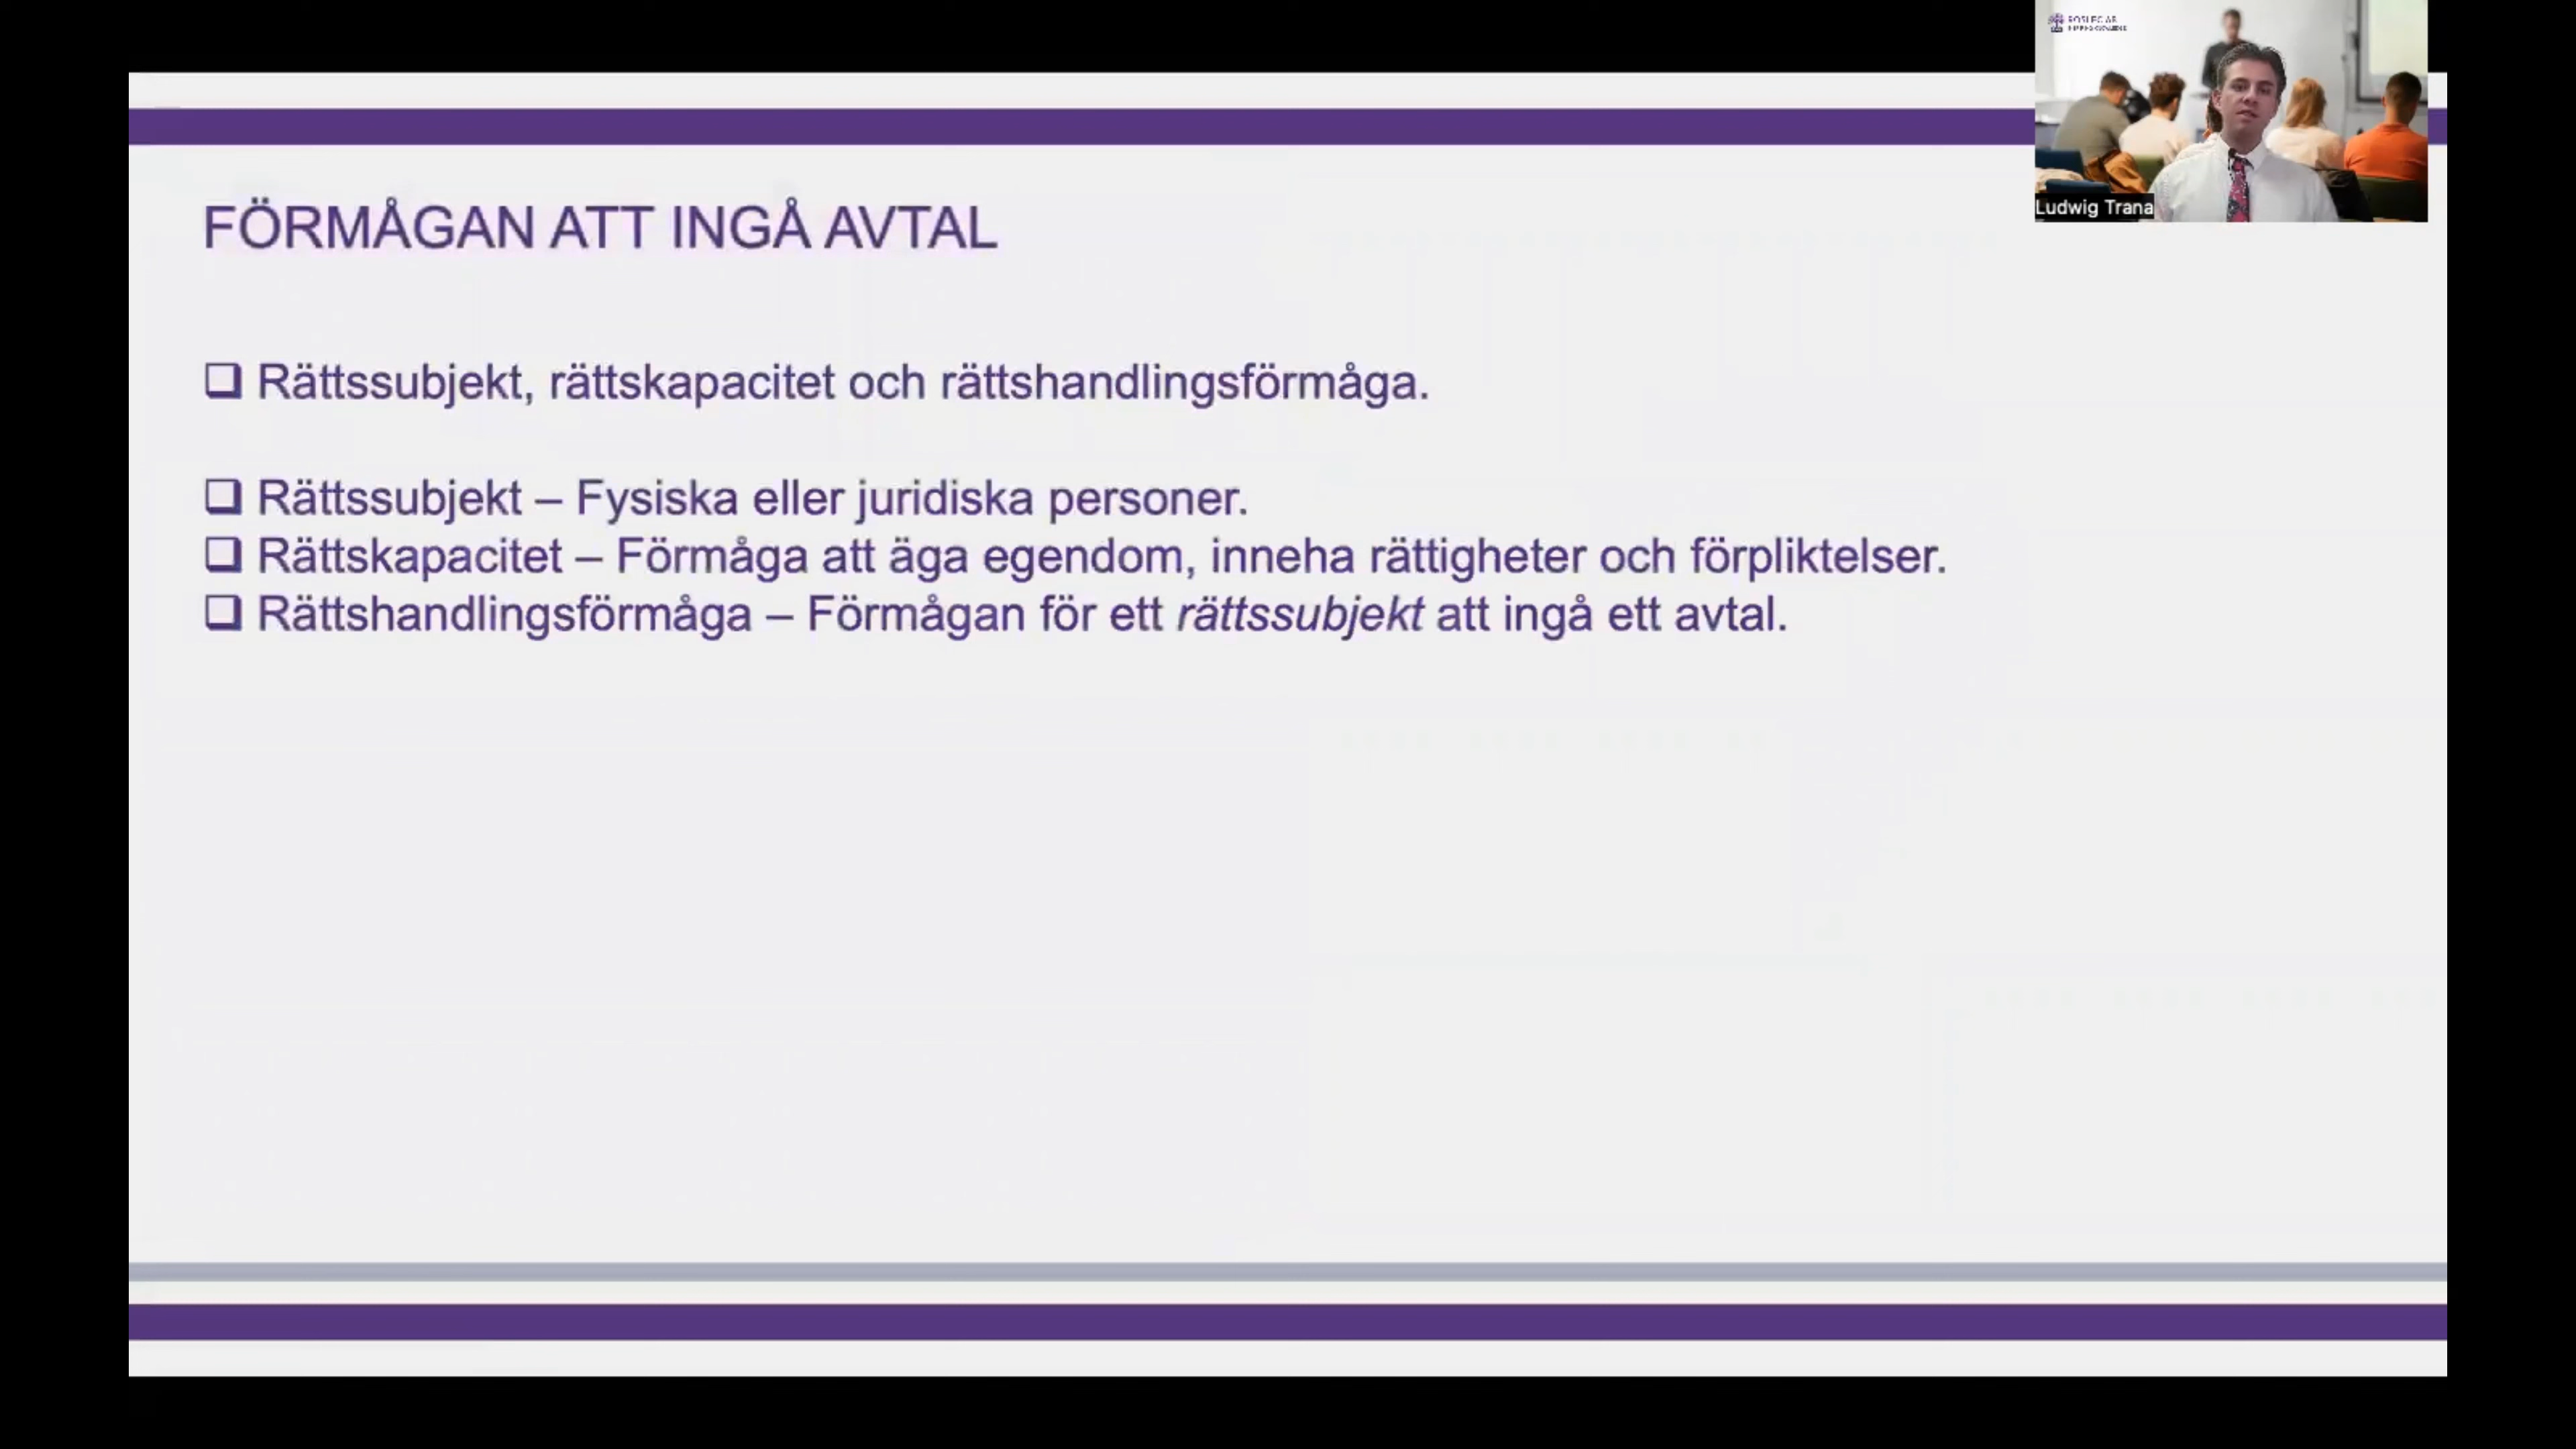 FÖRMÅGAN ATT INGÅ AVTAL
Rättssubjekt, rättskapacitet och rättshandlingsförmåga.
Rättssubjekt – Fysiska eller juridiska personer.
Rättskapacitet – Förmåga att äga egendom, inneha rättigheter och förpliktelser.
Rättshandlingsförmåga – Förmågan för ett rättssubjekt att ingå ett avtal.
Ludwig Trana